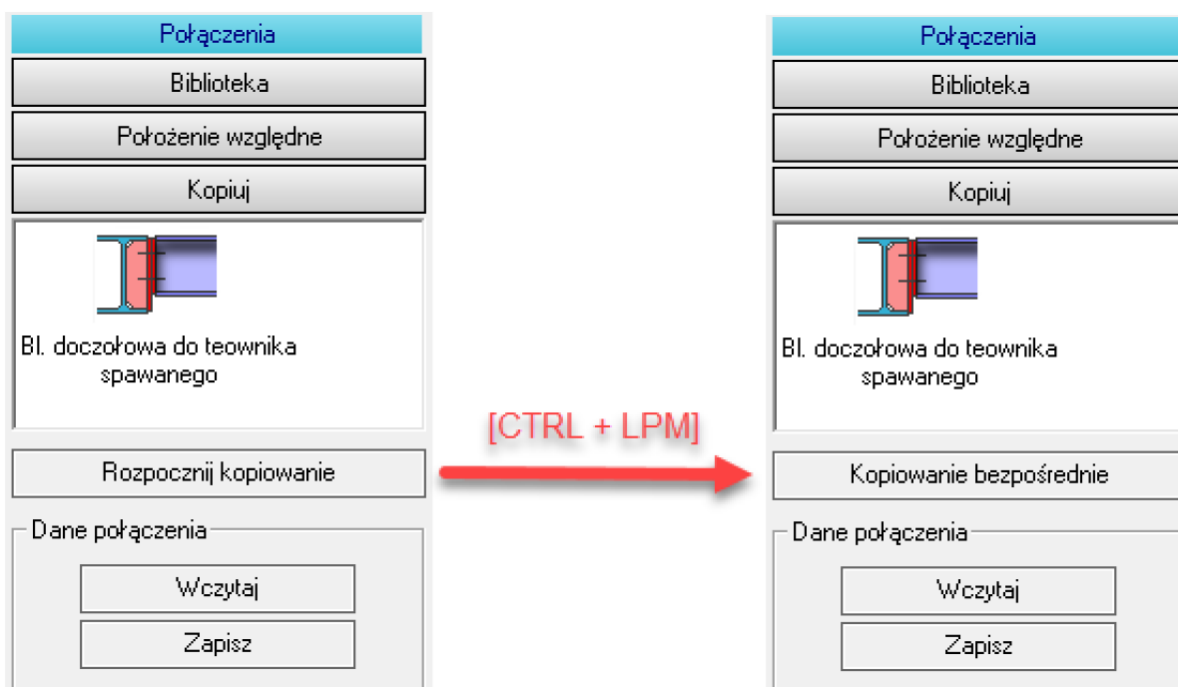 Połączenia
Biblioteka
Położenie względne
Kopiuj
Bl. doczołowa do teownika
spawanego
Rozpocznij kopiowanie
Dane połączenia
Wczytaj
Zapisz
[CTRL + LPM]
Połączenia
Biblioteka
Położenie względne
Kopiuj
Bl. doczołowa do teownika
spawanego
Kopiowanie bezpośrednie
Dane połączenia
Wczytaj
Zapisz